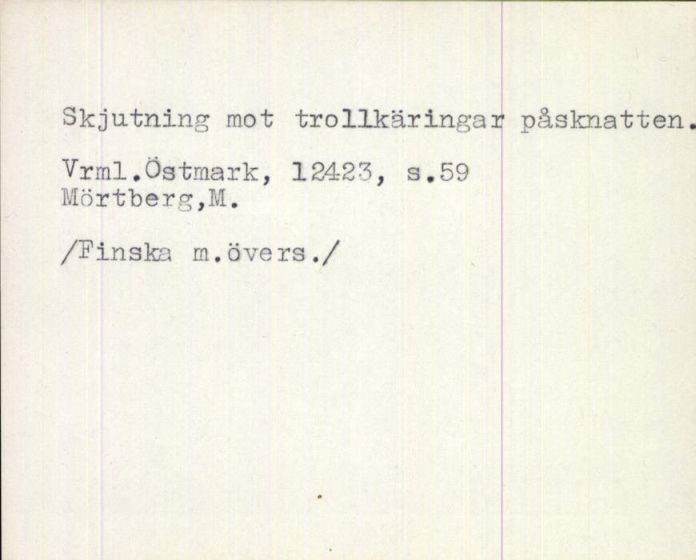 Skjutning mot trollkäringar påsknatten.
Vrml.Östmark, 12423, s.59
Mörtberg,M.
/Finska m.övers./